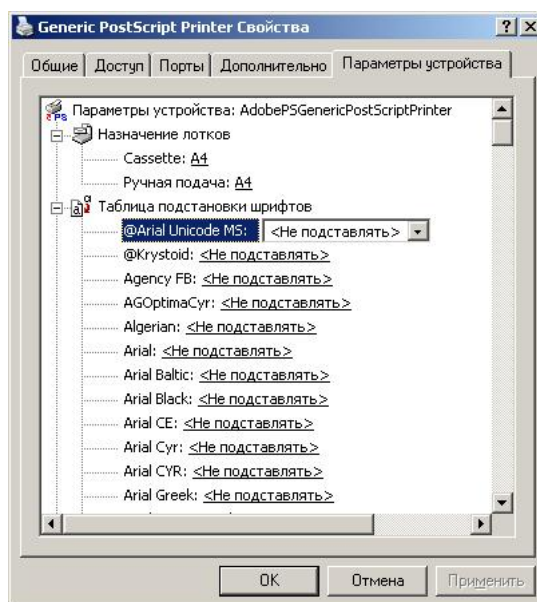 Generic PostScript Printer Свойства
Общие Доступ Порты Дополнительно Параметры устройства
Параметры устройства: AdobePSGenericPostScriptPrinter
Назначение лотков
Cassette: A4
Ручная подача: A4
Таблица подстановки шрифтов
@Arial Unicode MS: <Не подставлять>
@Krystoid: <Не подставлять>
Agency FB: <Не подставлять>
AGOptimaCyr: <Не подставлять>
Algerian: <Не подставлять>
Arial: <Не подставлять>
Arial Baltic: <Не подставлять>
Arial Black: <Не подставлять>
Arial CE: <Не подставлять>
Arial Cyr: <Не подставлять>
Arial CYR: <Не подставлять>
Arial Greek: <Не подставлять>
OK Отмена Применить